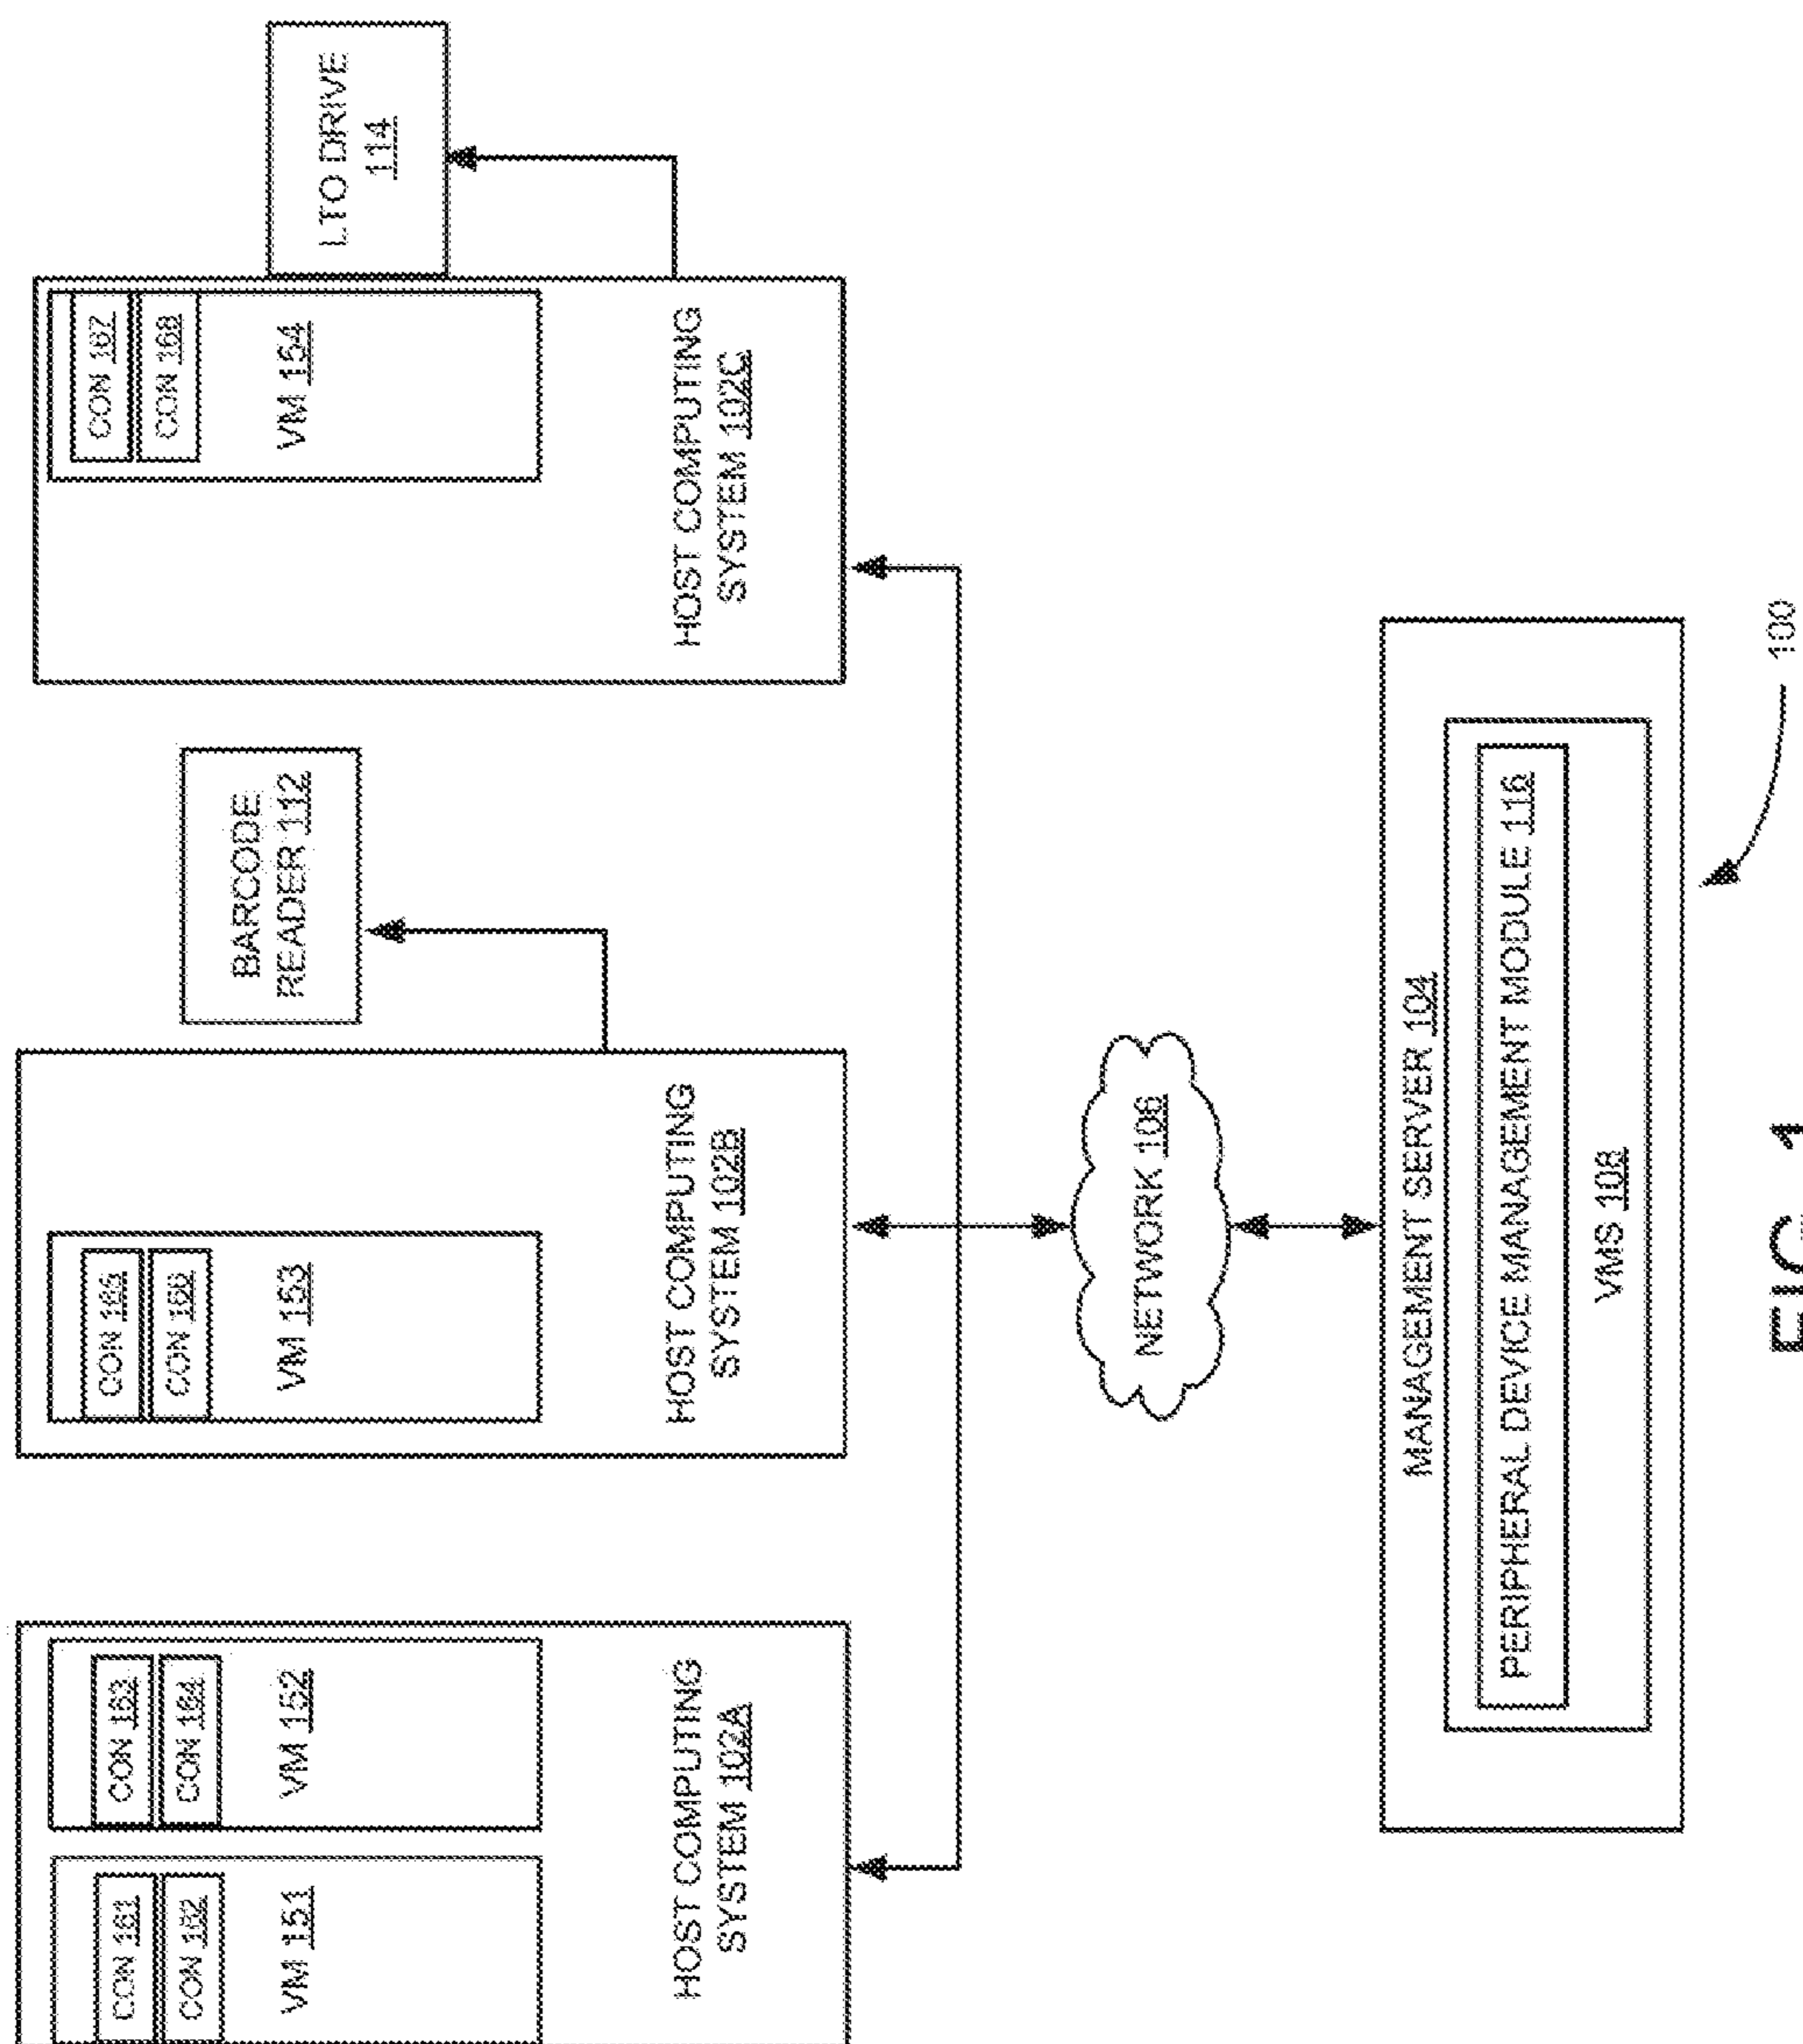 CON 161
CON 162
VM 151
CON 163
CON 164
VM 152
HOST COMPUTING
SYSTEM 102A
CON 165
CON 166
VM 153
HOST COMPUTING
SYSTEM 102B
BARCODE
READER 112
CON 167
CON 168
VM 154
HOST COMPUTING
SYSTEM 102C
LTO DRIVE
114
NETWORK 106
MANAGEMENT SERVER 104
PERIPHERAL DEVICE MANAGEMENT MODULE 116
VMS 108
100
FIG. 1